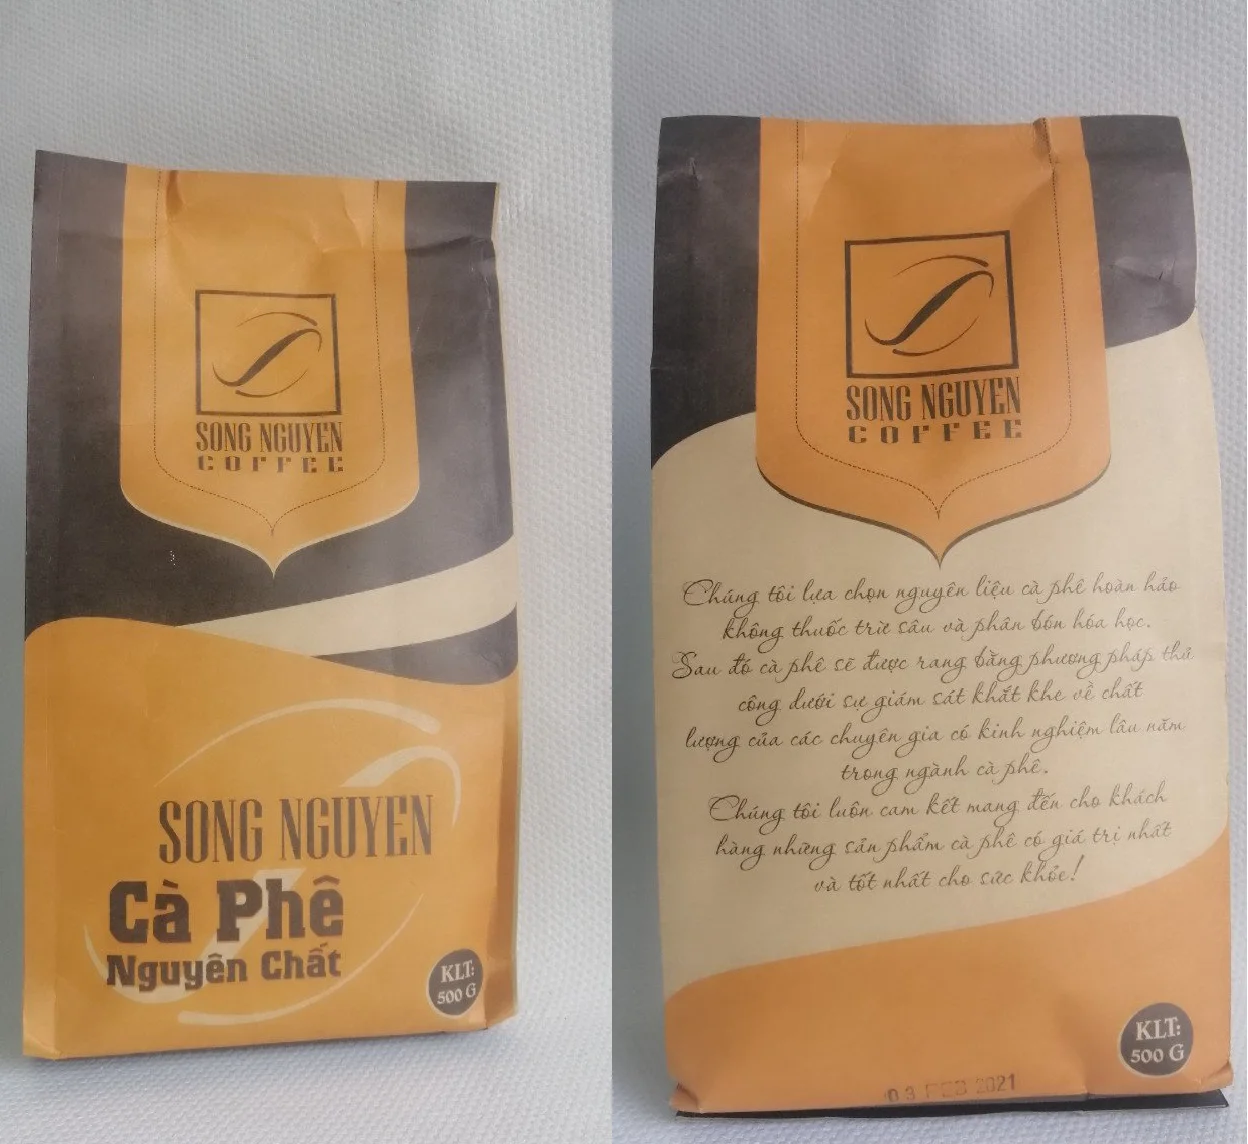 SONG NGUYEN
COFFEE
SONG NGUYEN
Cà Phê
Nguyên Chất
KLT:
500 G
SONG NGUYEN
COFFEE
Chúng tôi lựa chọn nguyên liệu cà phê hoàn hảo
không thuốc trừ sâu và phân bón hóa học.
Sau đó cà phê sẽ được rang bằng phương pháp thủ
công dưới sự giám sát khắt khe về chất
lượng của các chuyên gia có kinh nghiệm lâu năm
trong ngành cà phê.
Chúng tôi luôn cam kết mang đến cho khách
hàng những sản phẩm cà phê có giá trị nhất
và tốt nhất cho sức khỏe!
KLT:
500 G
03 FEB 2021